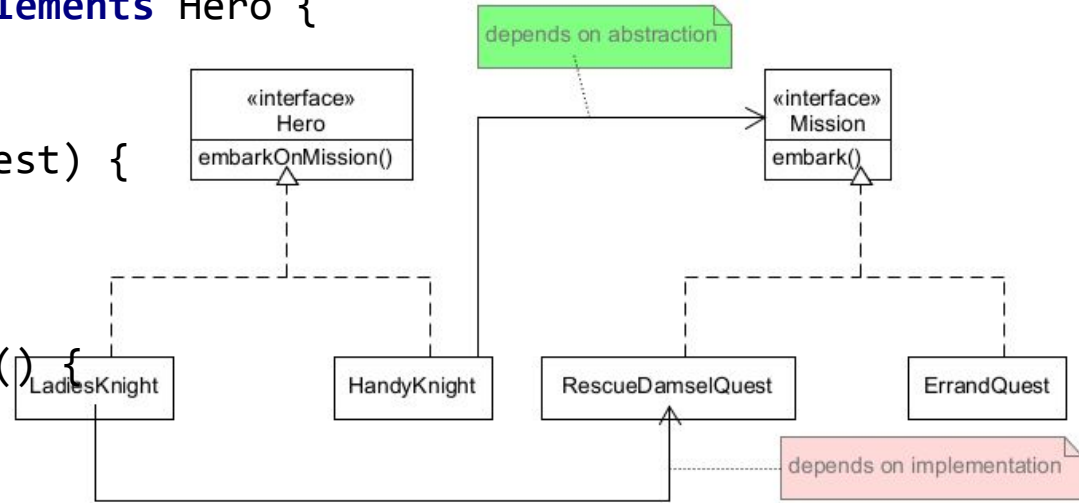 lements Hero {
depends on abstraction
«interface»
Hero
embarkOnMission()
«interface»
Mission
embark()
est) {
() {
LadiesKnight
HandyKnight
RescueDamselQuest
ErrandQuest
depends on implementation